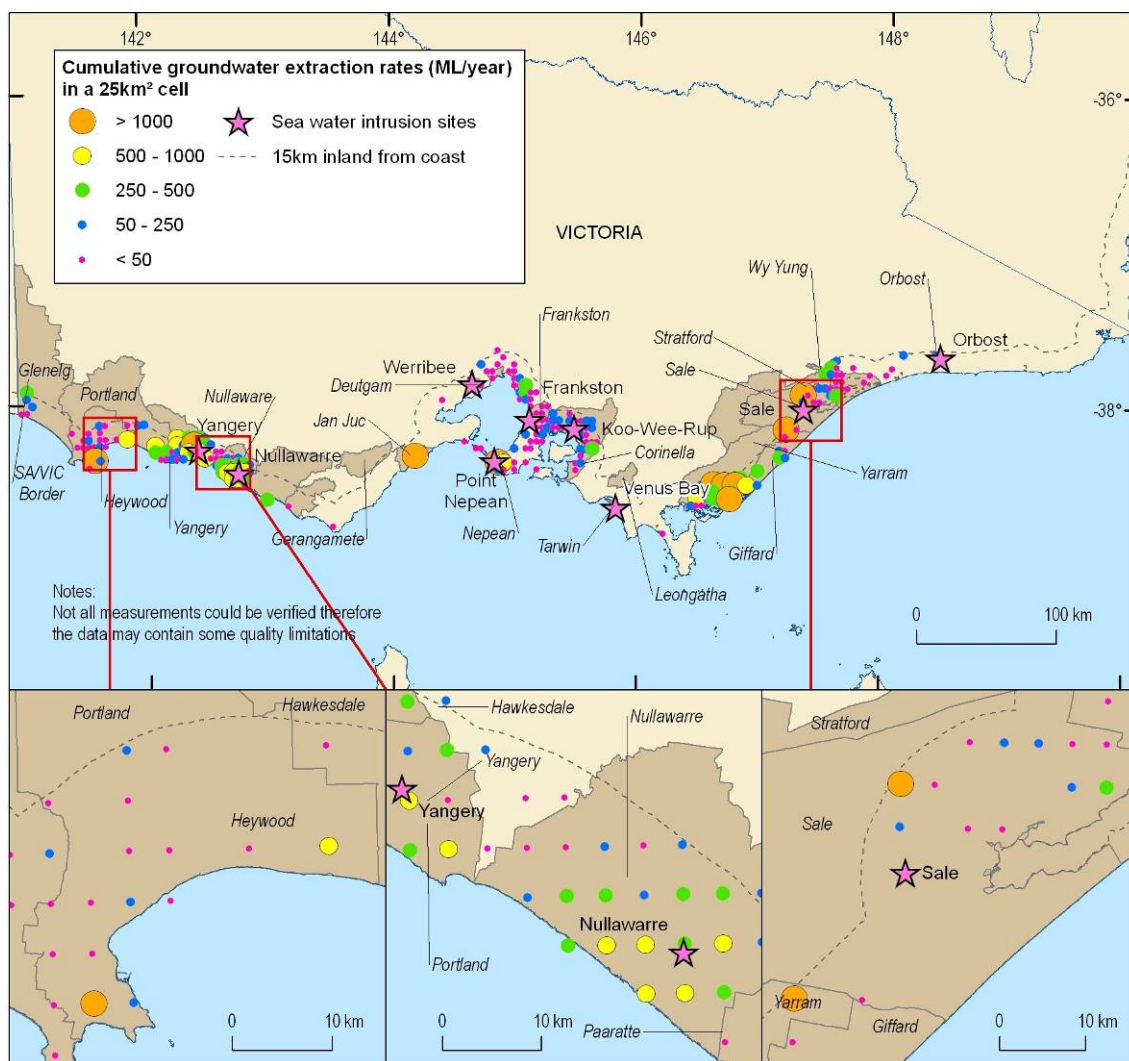 142°
144°
146°
148°
Cumulative groundwater extraction rates (ML/year)
in a 25km² cell
> 1000
Sea water intrusion sites
500 - 1000
15km inland from coast
250 - 500
50 - 250
< 50
-36°
VICTORIA
Wy Yung
Orbost
Frankston
Stratford
Orbost
Werribee
Sale
Glenelg
Deutgam
Portland
Nullaware
Frankston
Sale
Jan Juc
Yangery
Koo-Wee-Rup
-38°
Nullawarre
Corinella
SA/VIC
Border
Point
Nepean
Venus Bay
Yarram
Heywood
Nepean
Yangery
Gerangamete
Tarwin
Giffard
Leongatha
Notes:
Not all measurements could be verified therefore
the data may contain some quality limitations
0
100 km
Portland
Hawkesdale
Heywood
0
10 km
Hawkesdale
Nullawarre
Yangery
Yangery
Nullawarre
Portland
Paaratte
0
10 km
Stratford
Sale
Sale
Yarram
Giffard
0
10 km